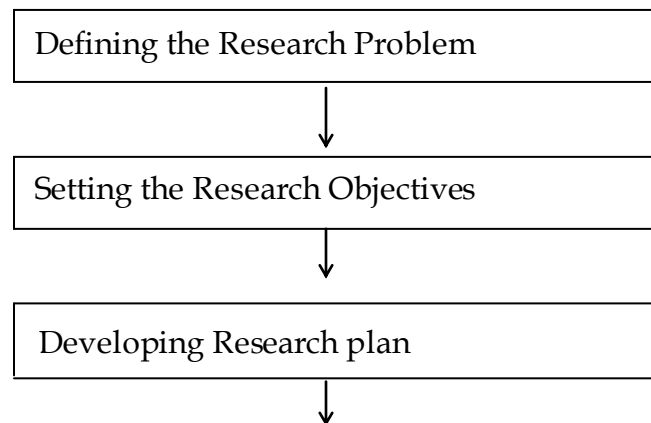 Defining the Research Problem
Setting the Research Objectives
Developing Research plan